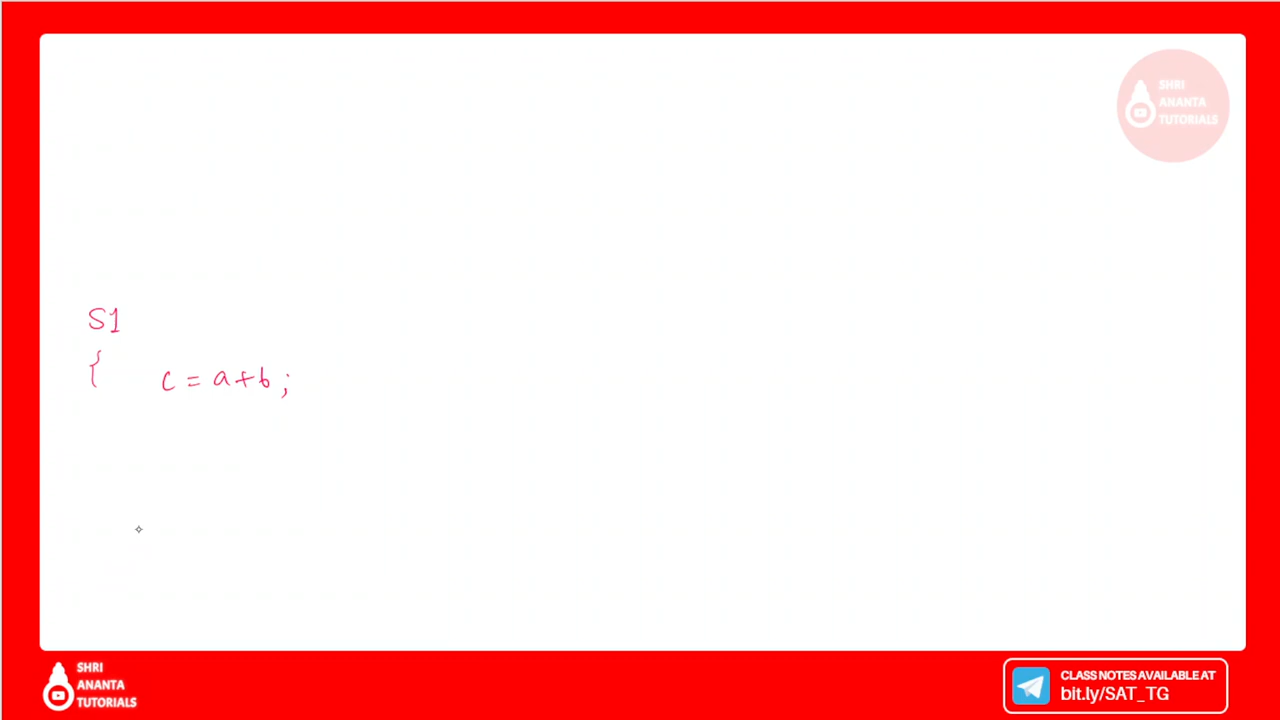 SHRI
ANANTA
TUTORIALS
S1
{ c = a + b ;
SHRI
ANANTA
TUTORIALS
CLASS NOTES AVAILABLE AT
bit.ly/SAT_TG